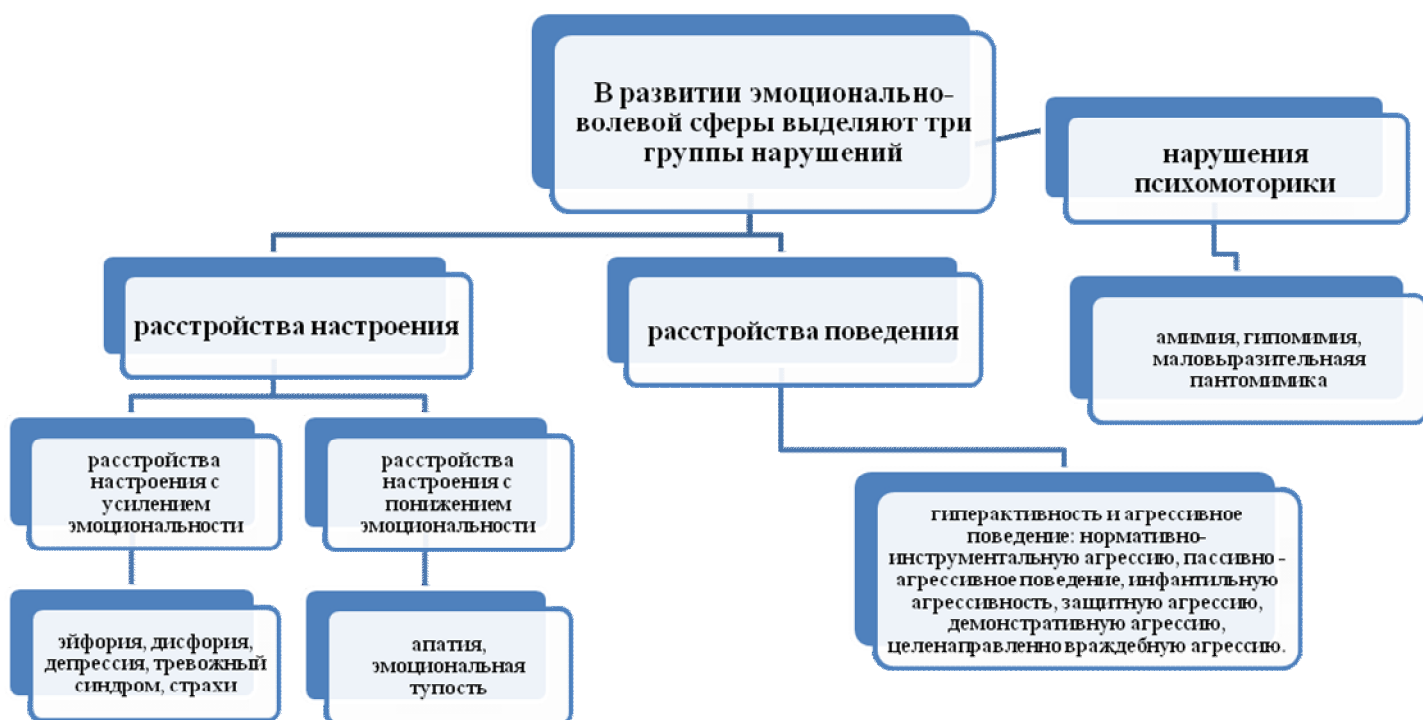 В развитии эмоционально-
волевой сферы выделяют три
группы нарушений
нарушения
психомоторики
расстройства настроения
расстройства поведения
амимия, гипомимия,
маловыразительнаяя
пантомимика
расстройства
настроения с
усилением
эмоциональности
расстройства
настроения с
понижением
эмоциональности
гиперактивность и агрессивное
поведение: нормативно-
инструментальную агрессию, пассивно -
агрессивное поведение, инфантильную
агрессивность, защитную агрессию,
демонстративную агрессию,
целенаправленно враждебную агрессию.
эйфория, дисфория,
депрессия, тревожный
синдром, страхи
апатия,
эмоциональная
тупость